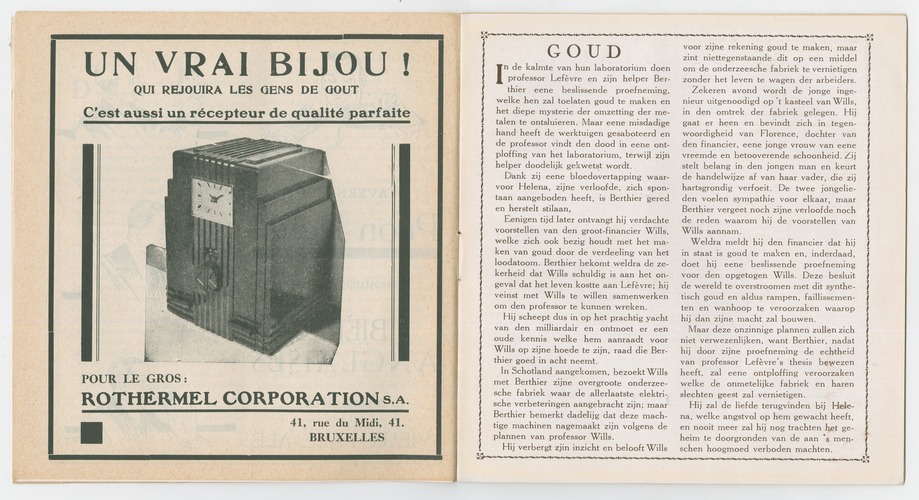 UN VRAI BIJOU !
QUI REJOUIRA LES GENS DE GOUT
C'est aussi un récepteur de qualité parfaite
POUR LE GROS :
ROTHERMEL CORPORATION S.A.
41, rue du Midi, 41.
BRUXELLES
GOUD
In de kalmte van hun laboratorium doen
professor Lefèvre en zijn helper Ber-
thier eene beslissende proefneming,
welke hen zal toelaten goud te maken en
het diepe mysterie der omzetting der me-
talen te ontsluieren. Maar eene misdadige
hand heeft de werktuigen gesaboteerd en
de professor vindt den dood in eene ont-
ploffing van het laboratorium, terwijl zijn
helper doodelijk gekwetst wordt.
Dank zij eene bloedovertapping waar-
voor Helena, zijne verloofde, zich spon-
taan aangeboden heeft, is Berthier gered
en herstelt stilaan,
Eenigen tijd later ontvangt hij verdachte
voorstellen van den groot-financier Wills,
welke zich ook bezig houdt met het ma-
ken van goud door de verdeeling van het
loodatoom. Berthier bekomt weldra de ze-
kerheid dat Wills schuldig is aan het on-
geval dat het leven kostte aan Lefèvre; hij
veinst met Wills te willen samenwerken
om den professor te kunnen wreken.
Hij scheept dus in op het prachtig yacht
van den milliardair en ontmoet er een
oude kennis welke hem aanraadt voor
Wills op zijne hoede te zijn, raad die Ber-
thier goed in acht neemt.
In Schotland aangekomen, bezoekt Wills
met Berthier zijne overgroote onderzee-
sche fabriek waar de allerlaatste elektri-
sche verbeteringen aangebracht zijn; maar
Berthier bemerkt dadelijk dat deze mach-
tige machinen nagemaakt zijn volgens de
plannen van professor Wills.
Hij verbergt zijn inzicht en belooft Wills
voor zijne rekening goud te maken, maar
zint niettegenstaande dit op een middel
om de onderzeesche fabriek te vernietigen
zonder het leven te wagen der arbeiders.
Zekeren avond wordt de jonge inge-
nieur uitgenoodigd op 't kasteel van Wills,
in den omtrek der fabriek gelegen. Hij
gaat er heen en bevindt zich in tegen-
woordigheid van Florence, dochter van
den financier, eene jonge vrouw van eene
vreemde en betooverende schoonheid. Zij
stelt belang in den jongen man en keurt
de handelwijze af van haar vader, die zij
hartsgrondig verfoeit. De twee jongelie-
den voelen sympathie voor elkaar, maar
Berthier vergeet noch zijne verloofde noch
de reden waarom hij de voorstellen van
Wills aannam.
Weldra meldt hij den financier dat hij
in staat is goud te maken en, inderdaad,
doet hij eene beslissende proefneming
voor den opgetogen Wills. Deze besluit
de wereld te overstroomen met dit synthe-
tisch goud en aldus rampen, faillissemen-
ten en wanhoop te veroorzaken waarop
hij dan zijne macht zal bouwen.
Maar deze onzinnige plannen zullen zich
niet verwezenlijken, want Berthier, nadat
hij door zijne proefneming de echtheid
van professor Lefèvre's thesis bewezen
heeft, zal eene ontploffing veroorzaken
welke de onmetelijke fabriek en haren
slechten geest zal vernietigen.
Hij zal de liefde terugvinden bij Hele-
na, welke angstvol op hem gewacht heeft,
en nooit meer zal hij nog trachten het ge-
heim te doorgronden van de aan 's men-
schen hoogmoed verboden machten.